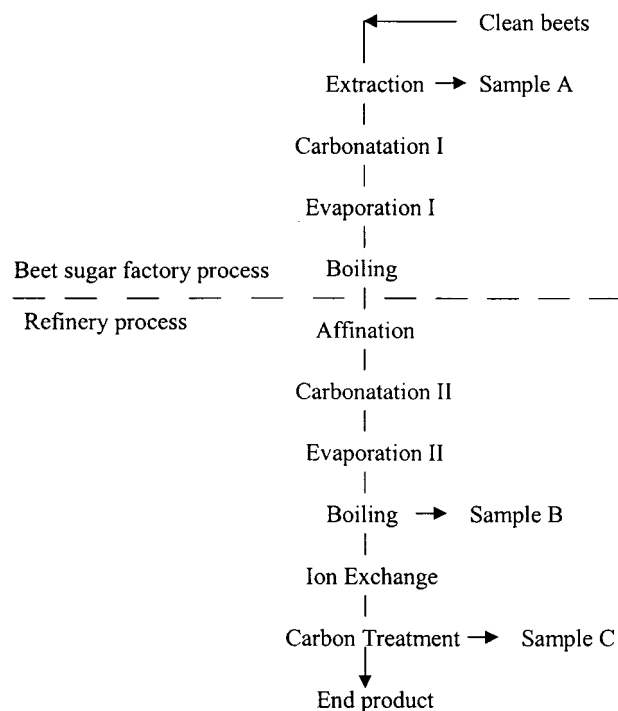 Clean beets
Extraction
Sample A
Carbonatation I
Evaporation I
Beet sugar factory process
Boiling
Refinery process
Affination
Carbonatation II
Evaporation II
Boiling
Sample B
Ion Exchange
Carbon Treatment
Sample C
End product